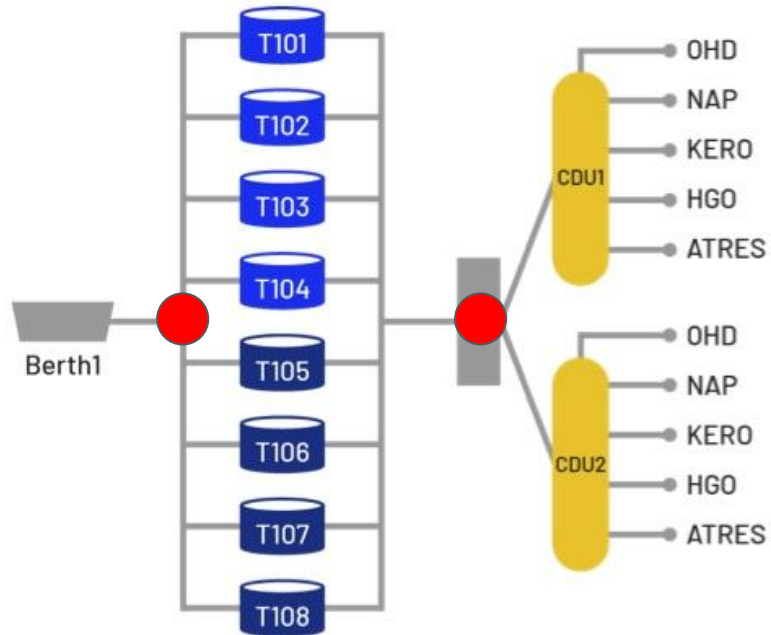 T101
T102
T103
T104
T105
T106
T107
T108
Berth1
CDU1
OHD
NAP
KERO
HGO
ATRES
CDU2
OHD
NAP
KERO
HGO
ATRES